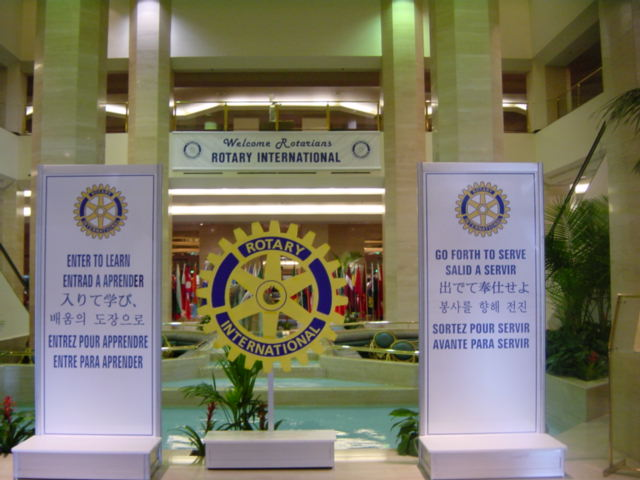 Welcome Rotarians
ROTARY INTERNATIONAL
ENTER TO LEARN
ENTRAD A APRENDER
入りて学び,
배움의 도장으로
ENTREZ POUR APPRENDRE
ENTRE PARA APRENDER
ROTARY
INTERNATIONAL
GO FORTH TO SERVE
SALID A SERVIR
出でて奉仕せよ
봉사를 향해 전진
SORTEZ POUR SERVIR
AVANTE PARA SERVIR